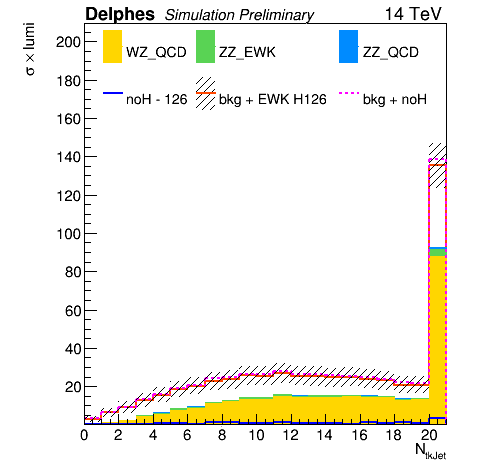 Delphes Simulation Preliminary 14 TeV
σ × lumi
WZ_QCD ZZ_EWK ZZ_QCD
noH - 126 bkg + EWK H126 bkg + noH
200
180
160
140
120
100
80
60
40
20
0 2 4 6 8 10 12 14 16 18 20
N_tkJet